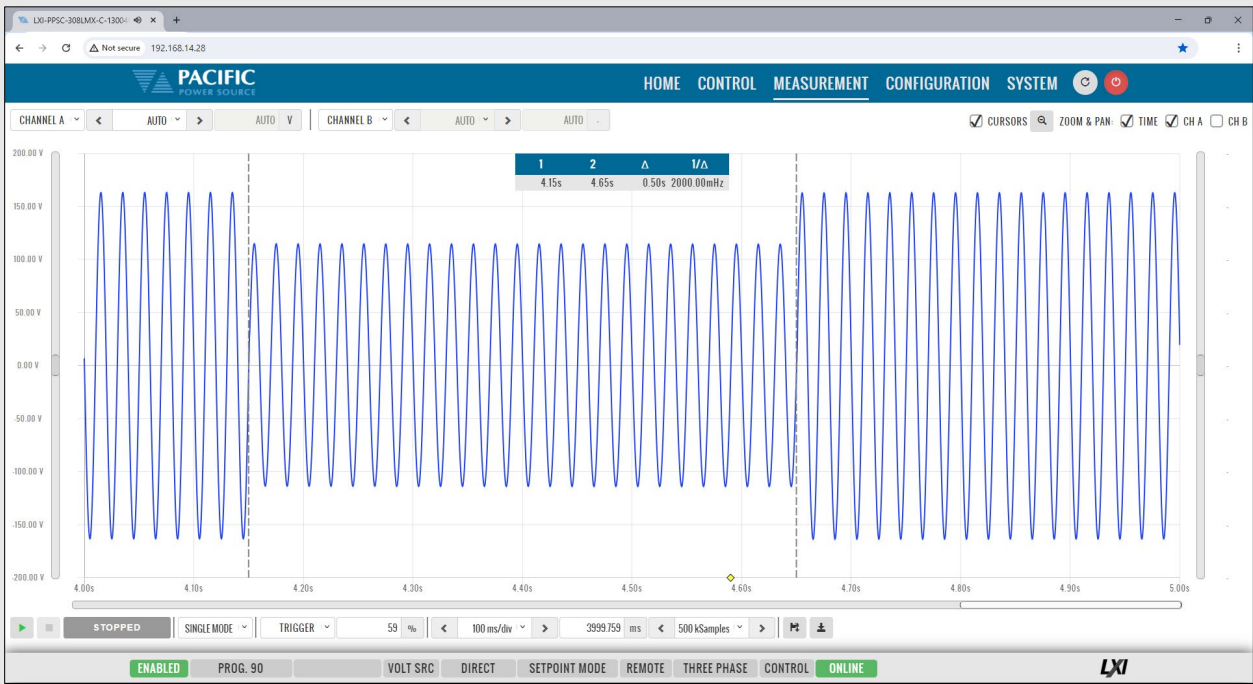 LXI-PPSC-308LMX-C-13004
Not secure 192.168.14.28
PACIFIC
POWER SOURCE
HOME CONTROL MEASUREMENT CONFIGURATION SYSTEM
CHANNEL A AUTO AUTO V CHANNEL B AUTO AUTO - CURSORS ZOOM & PAN: TIME CH A CH B
1 2 Δ 1/Δ
4.15s 4.65s 0.50s 2000.00mHz
200.00 V
150.00 V
100.00 V
50.00 V
0.00 V
-50.00 V
-100.00 V
-150.00 V
-200.00 V
4.00s 4.10s 4.20s 4.30s 4.40s 4.50s 4.60s 4.70s 4.80s 4.90s 5.00s
STOPPED SINGLE MODE TRIGGER 59 % 100 ms/div 3999.759 ms 500 kSamples
ENABLED PROG. 90 VOLT SRC DIRECT SETPOINT MODE REMOTE THREE PHASE CONTROL ONLINE LXI